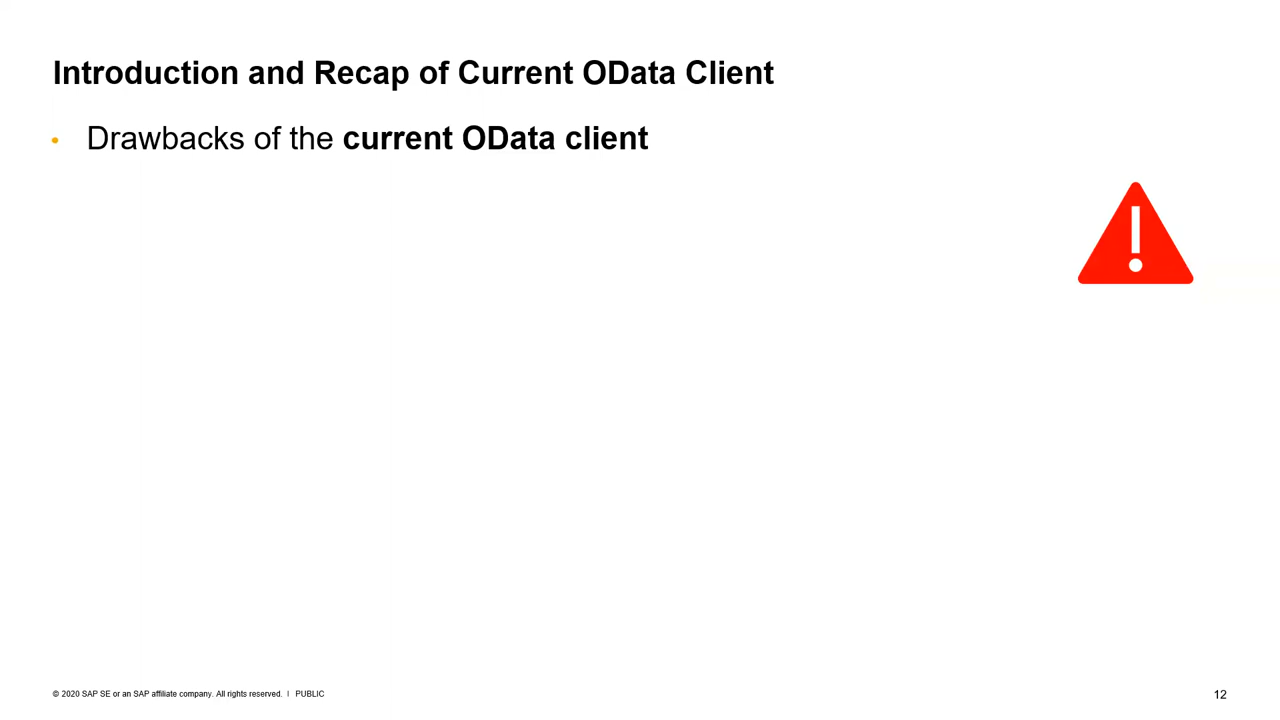 Introduction and Recap of Current OData Client
• Drawbacks of the current OData client
© 2020 SAP SE or an SAP affiliate company. All rights reserved. | PUBLIC
12